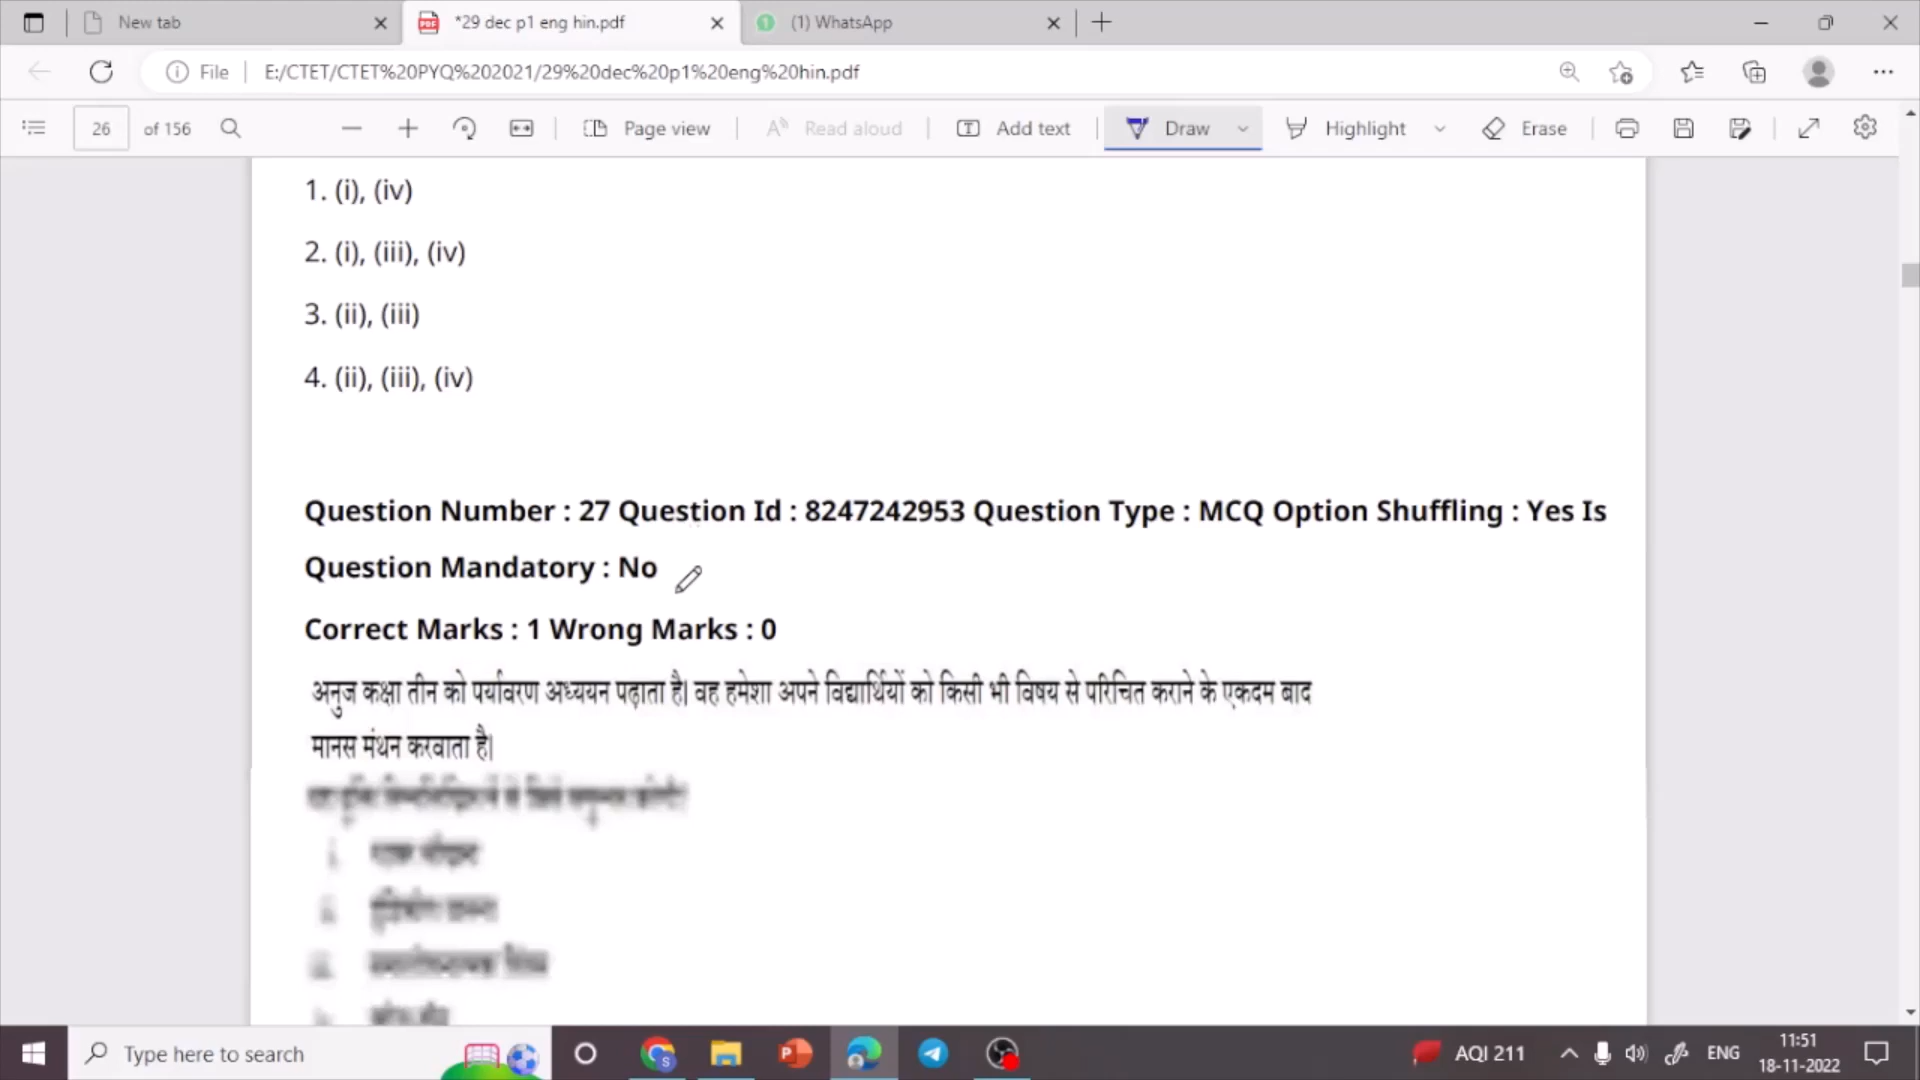 New tab
*29 dec p1 eng hin.pdf
(1) WhatsApp
File
E:/CTET/CTET%20PYQ%202021/29%20dec%20p1%20eng%20hin.pdf
26 of 156
Page view
Read aloud
Add text
Draw
Highlight
Erase
1. (i), (iv)
2. (i), (iii), (iv)
3. (ii), (iii)
4. (ii), (iii), (iv)
Question Number : 27 Question Id : 8247242953 Question Type : MCQ Option Shuffling : Yes Is
Question Mandatory : No
Correct Marks : 1 Wrong Marks : 0
अनुज कक्षा तीन को पर्यावरण अध्ययन पढ़ाता है। वह हमेशा अपने विद्यार्थियों को किसी भी विषय से परिचित कराने के एकदम बाद
मानस मंथन करवाता है।
Type here to search
AQI 211
ENG
11:51
18-11-2022